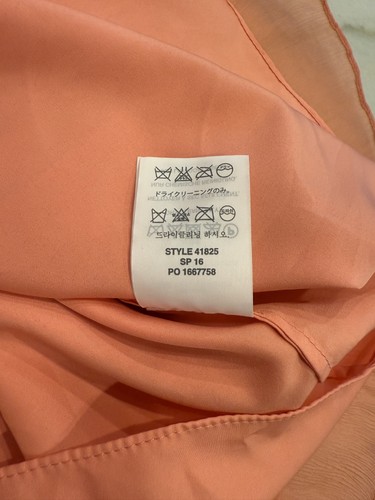 ドライクリーニングのみ。
드라이클리닝 하시오
STYLE 41825
SP 16
PO 1667758